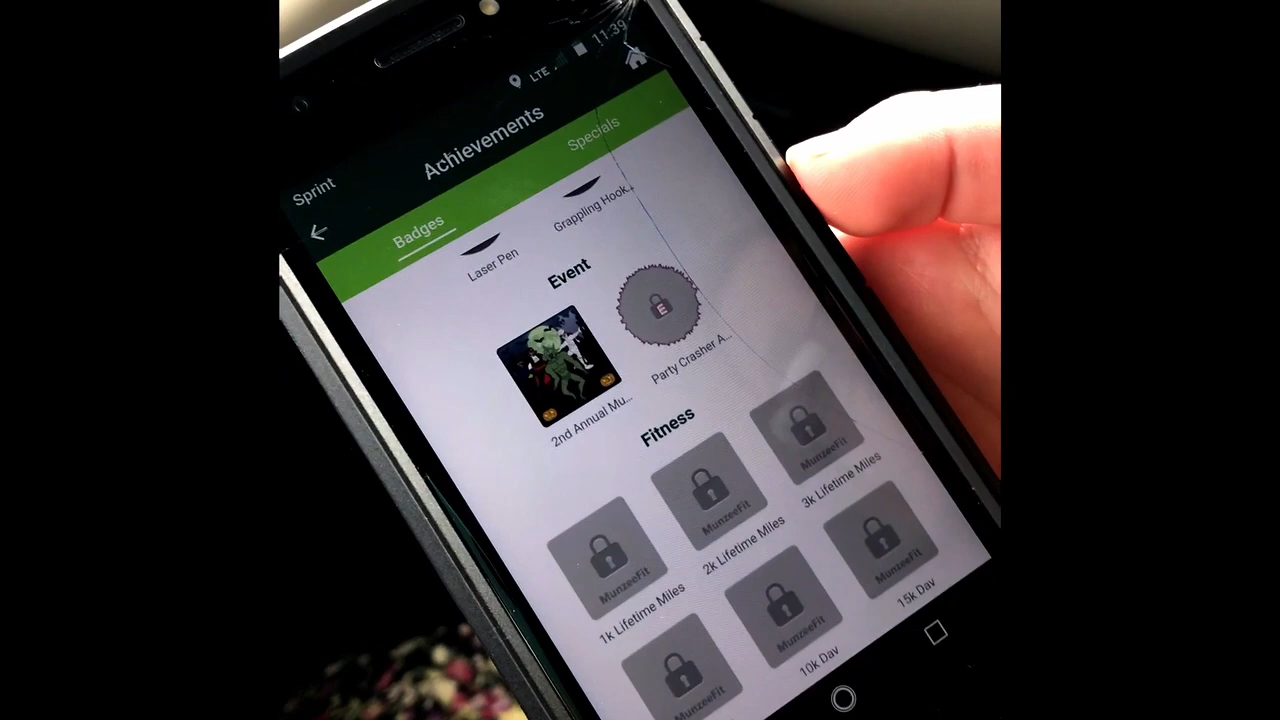 Sprint
LTE 11:39
Achievements
Badges
Specials
Laser Pen
Grappling Hook...
Event
E
2nd Annual Mu...
Party Crasher A...
Fitness
MunzeeFit
MunzeeFit
MunzeeFit
1k Lifetime Miles
2k Lifetime Miles
3k Lifetime Miles
MunzeeFit
MunzeeFit
MunzeeFit
10k Day
15k Day